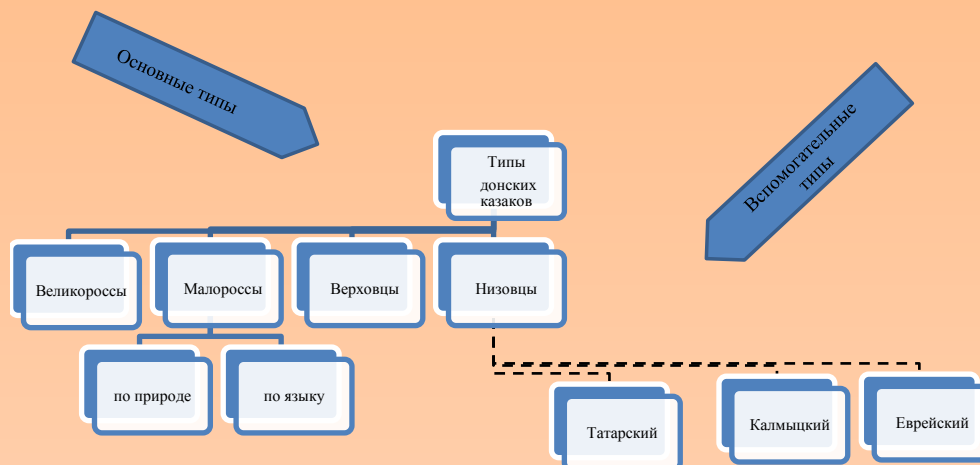 Основные типы
Вспомогательные
типы
Типы
донских
казаков
Великороссы
Малороссы
Верховцы
Низовцы
по природе
по языку
Татарский
Калмыцкий
Еврейский